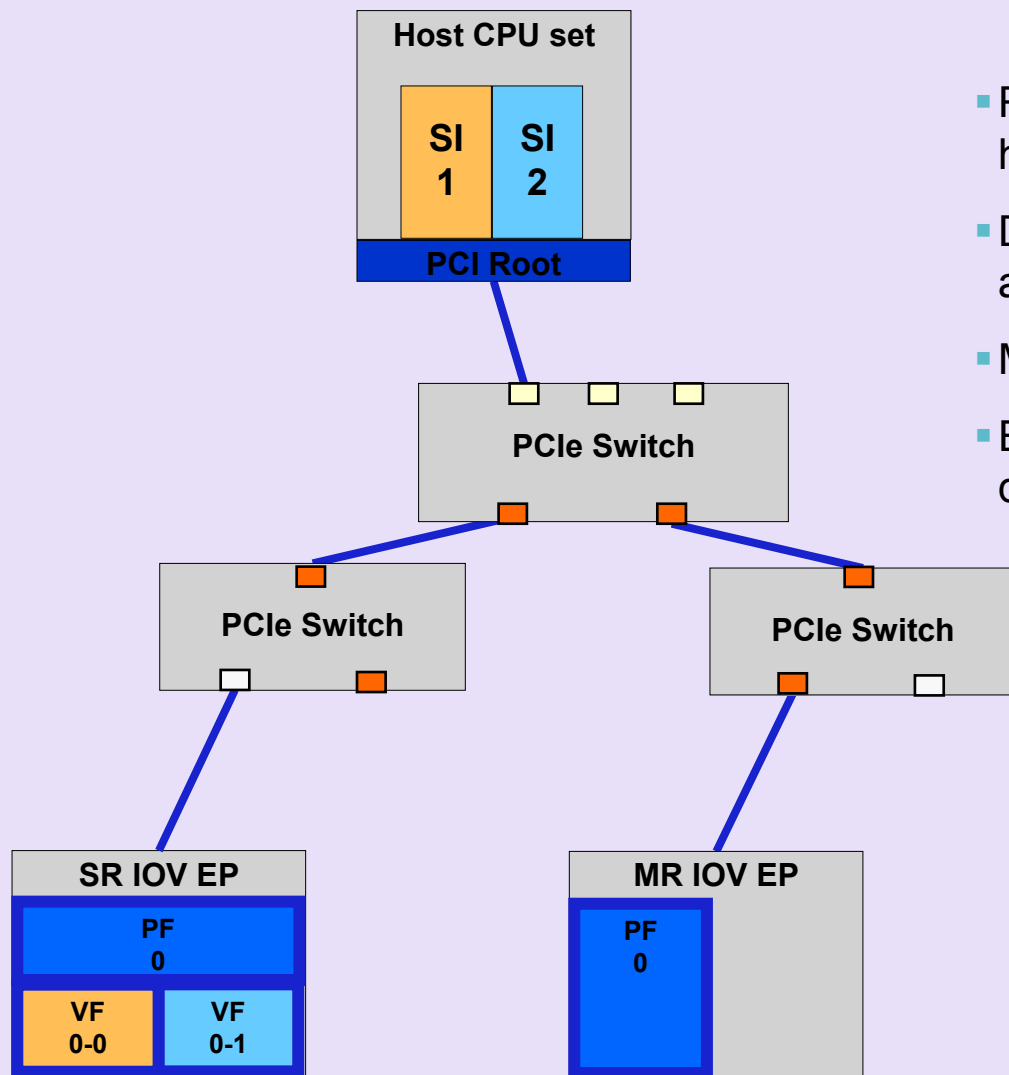 Host CPU set
SI
1
SI
2
PCI Root
PCIe Switch
PCIe Switch
PCIe Switch
SR IOV EP
PF
0
VF
0-0
VF
0-1
MR IOV EP
PF
0